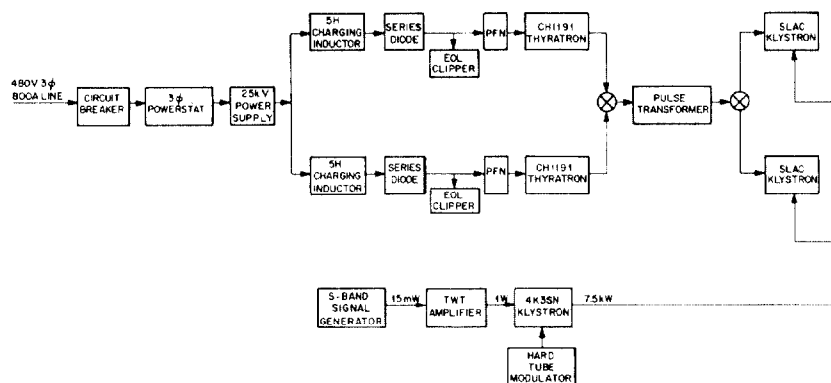 480V 3ϕ
800A LINE
CIRCUIT
BREAKER
3ϕ
POWERSTAT
25kV
POWER
SUPPLY
5H
CHARGING
INDUCTOR
SERIES
DIODE
EOL
CLIPPER
PFN
CH1191
THYRATRON
5H
CHARGING
INDUCTOR
SERIES
DIODE
EOL
CLIPPER
PFN
CH1191
THYRATRON
PULSE
TRANSFORMER
SLAC
KLYSTRON
SLAC
KLYSTRON
S-BAND
SIGNAL
GENERATOR
15mW
TWT
AMPLIFIER
1W
4K3SN
KLYSTRON
7.5kW
HARD
TUBE
MODULATOR